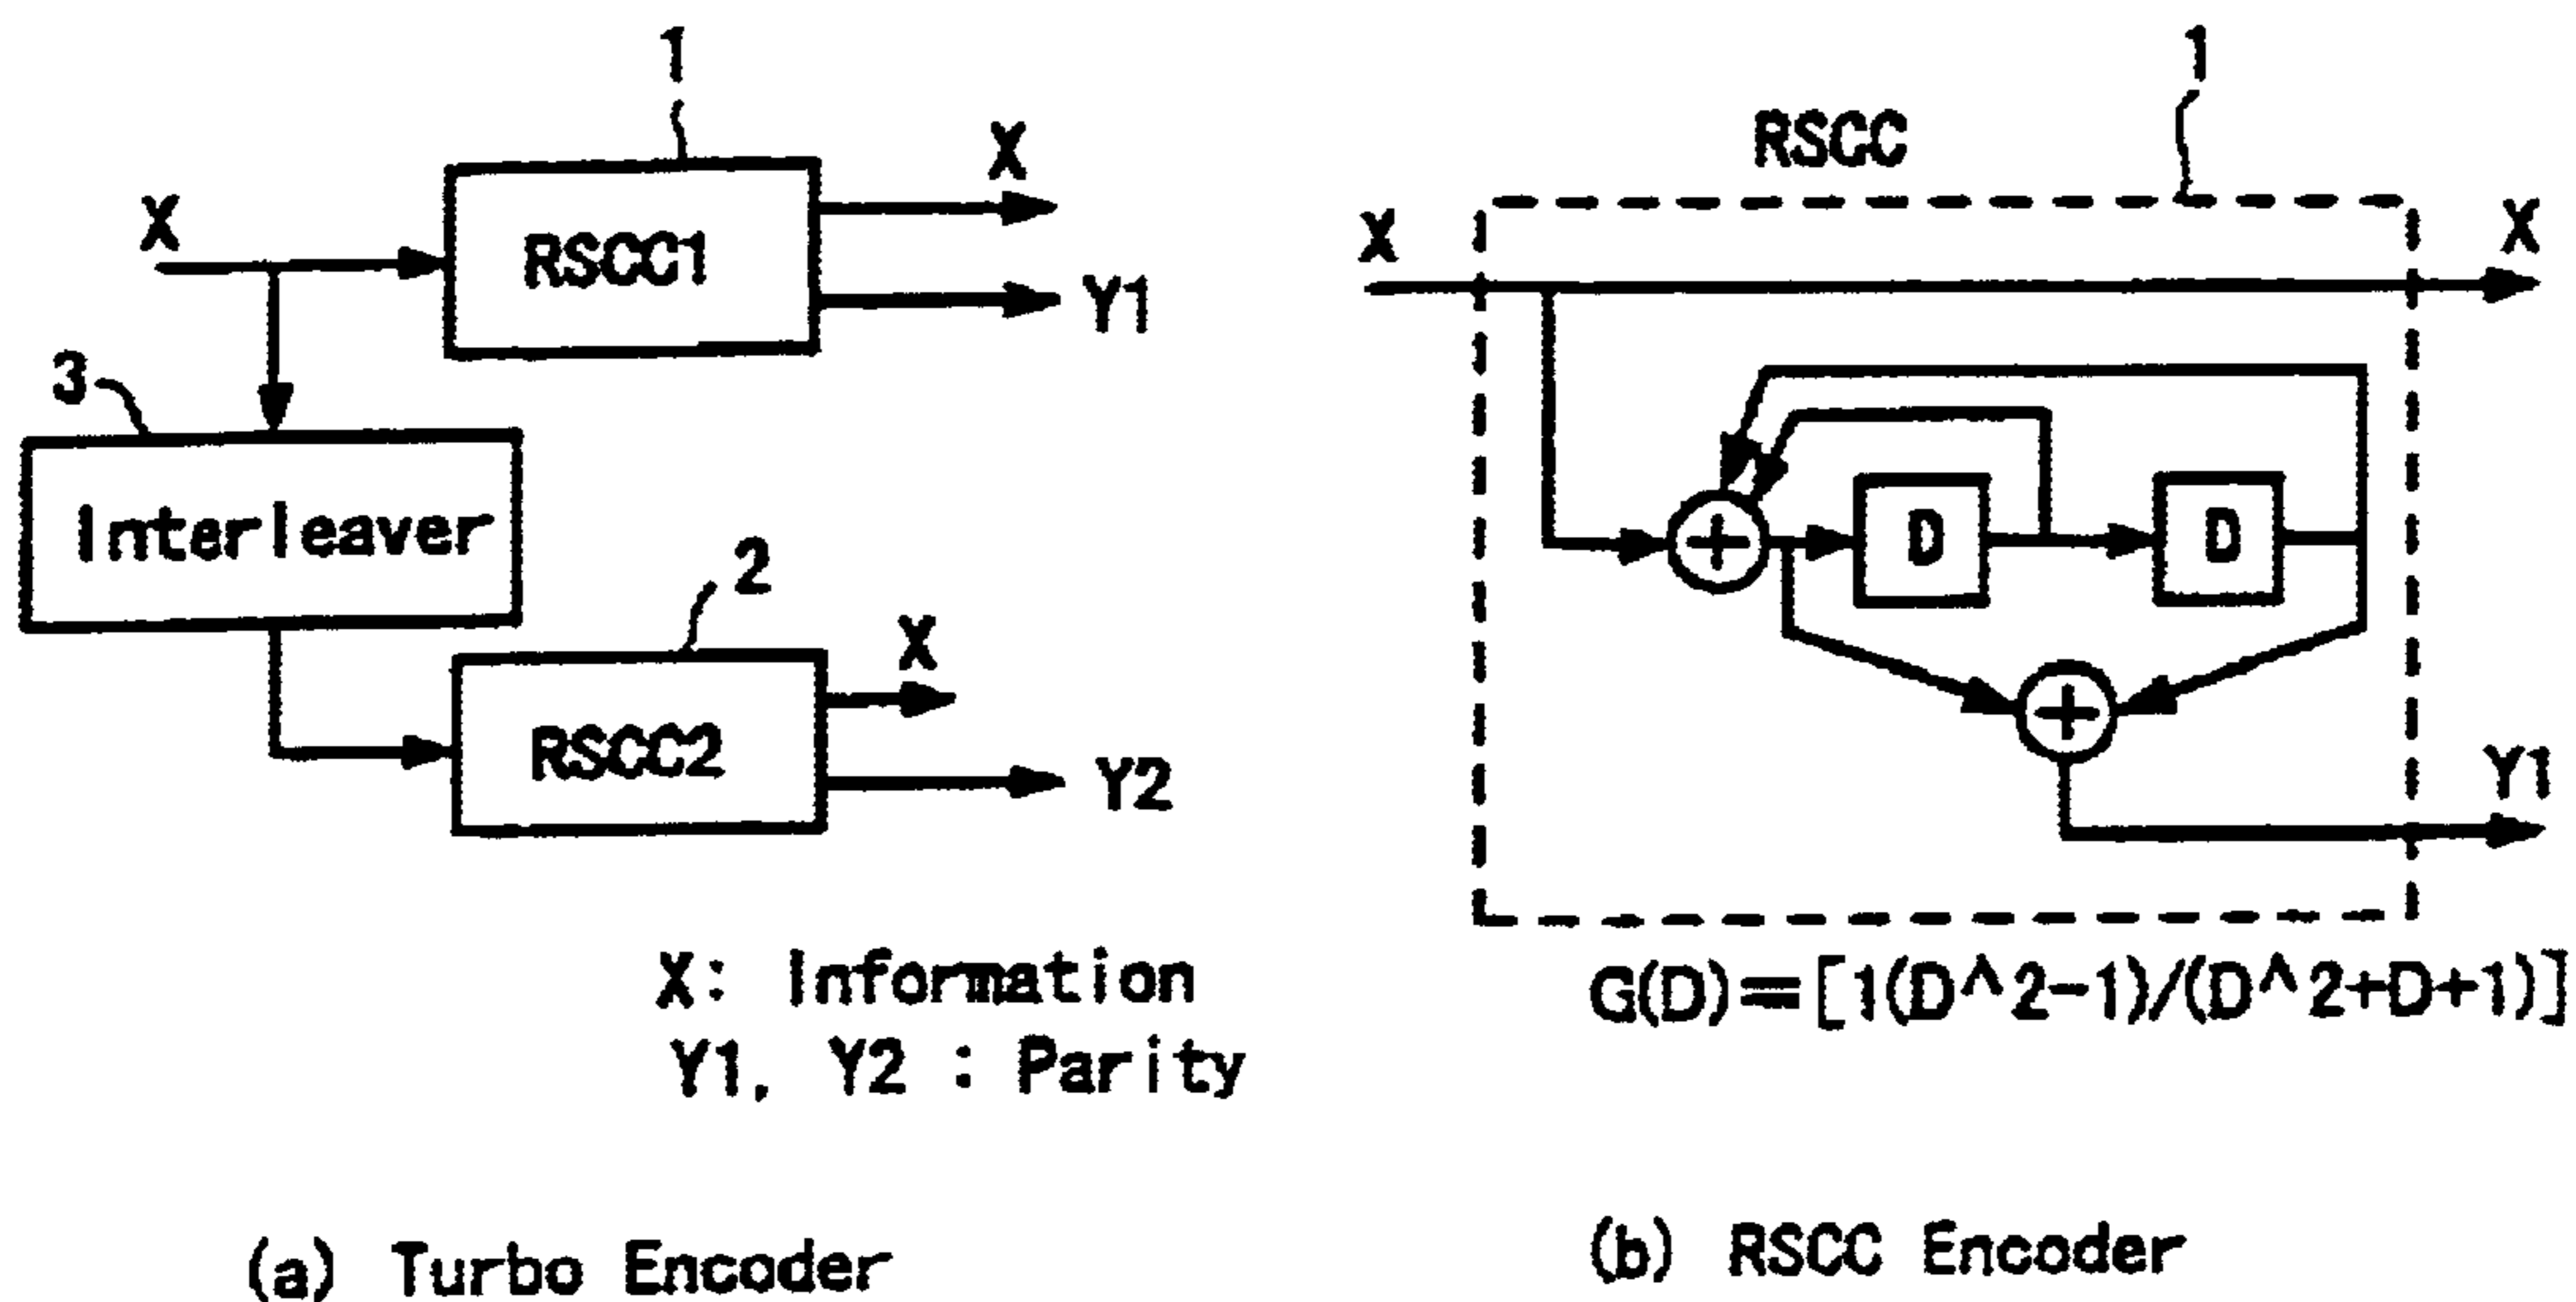 1
X
RSCC1
X
Y1
3
Interleaver
2
X
RSCC2
Y2
X: Information
Y1, Y2 : Parity
(a) Turbo Encoder
1
RSCC
X
X
+
D
D
+
Y1
G(D)=[1(D^2-1)/(D^2+D+1)]
(b) RSCC Encoder